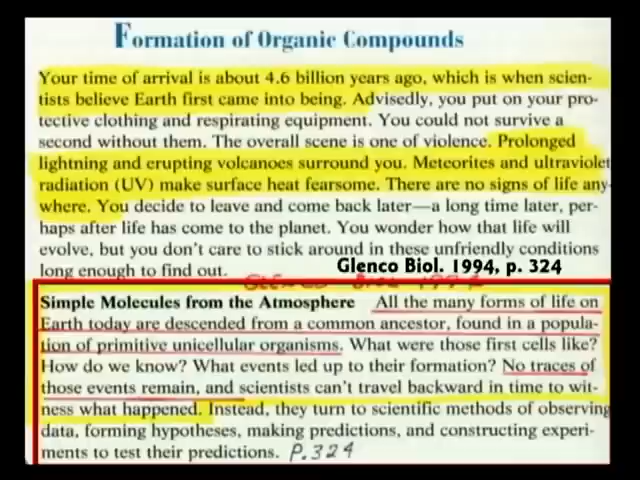 Formation of Organic Compounds
Your time of arrival is about 4.6 billion years ago, which is when scien-
tists believe Earth first came into being. Advisedly, you put on your pro-
tective clothing and respirating equipment. You could not survive a
second without them. The overall scene is one of violence. Prolonged
lightning and erupting volcanoes surround you. Meteorites and ultraviolet
radiation (UV) make surface heat fearsome. There are no signs of life any-
where. You decide to leave and come back later—a long time later, per-
haps after life has come to the planet. You wonder how that life will
evolve, but you don't care to stick around in these unfriendly conditions
long enough to find out.
Glenco Biol. 1994, p. 324
Simple Molecules from the Atmosphere All the many forms of life on
Earth today are descended from a common ancestor, found in a popula-
tion of primitive unicellular organisms. What were those first cells like?
How do we know? What events led up to their formation? No traces of
those events remain, and scientists can't travel backward in time to wit-
ness what happened. Instead, they turn to scientific methods of observing
data, forming hypotheses, making predictions, and constructing experi-
ments to test their predictions. P.324